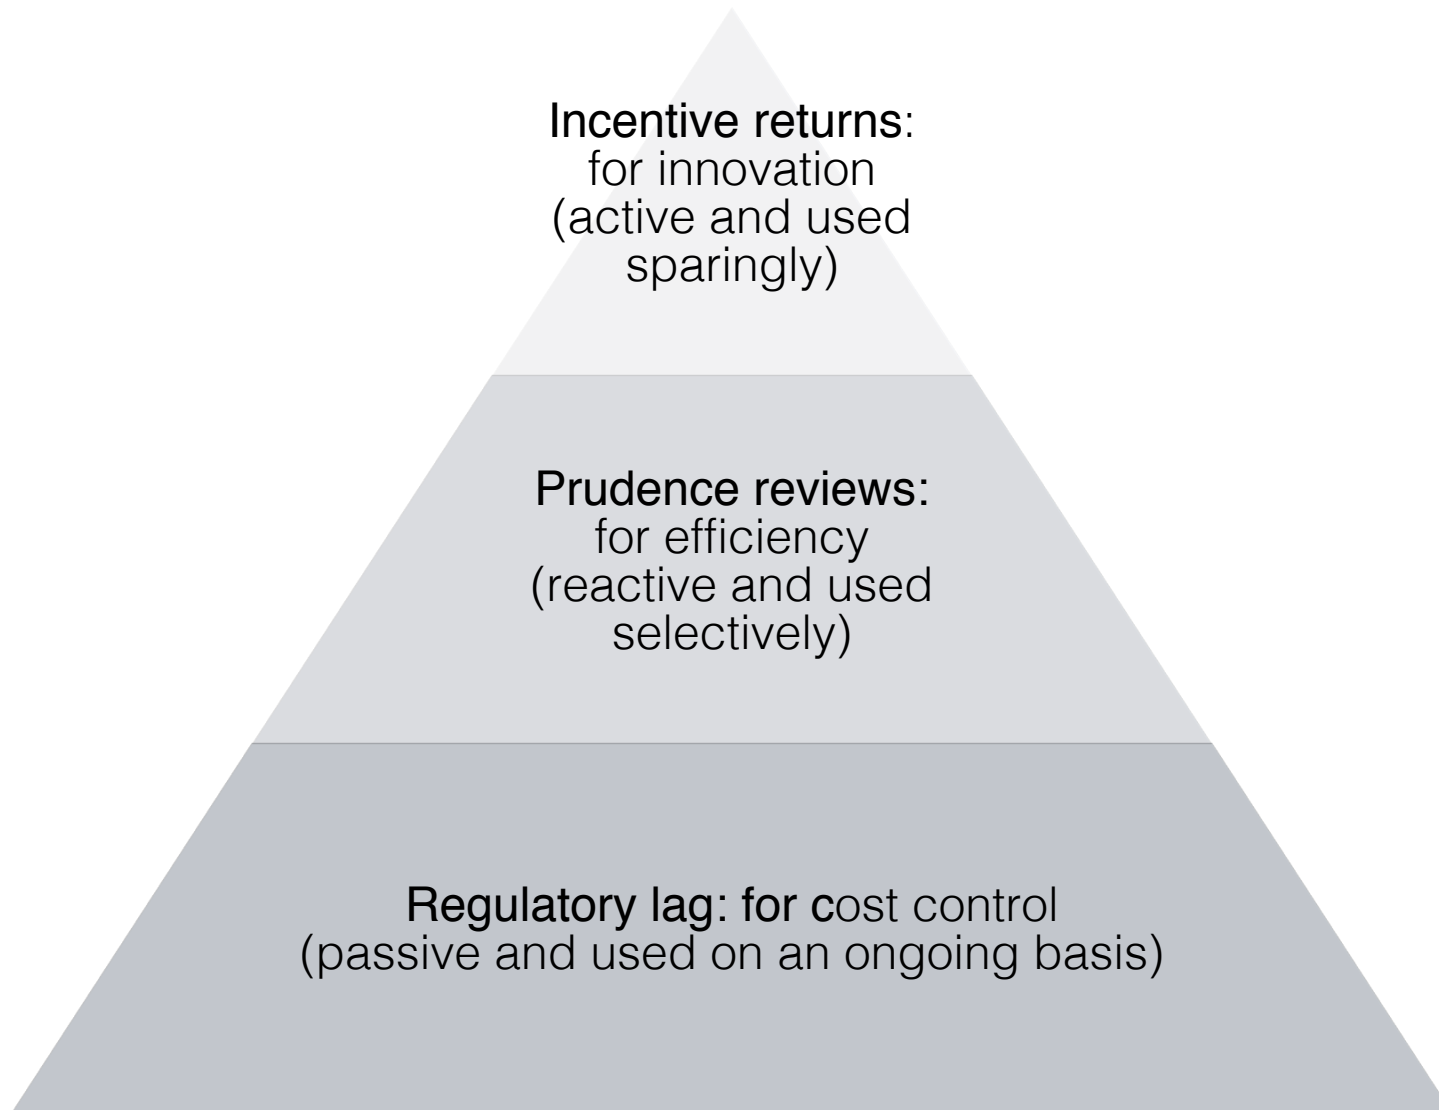 Incentive returns:
for innovation
(active and used
sparingly)
Prudence reviews:
for efficiency
(reactive and used
selectively)
Regulatory lag: for cost control
(passive and used on an ongoing basis)